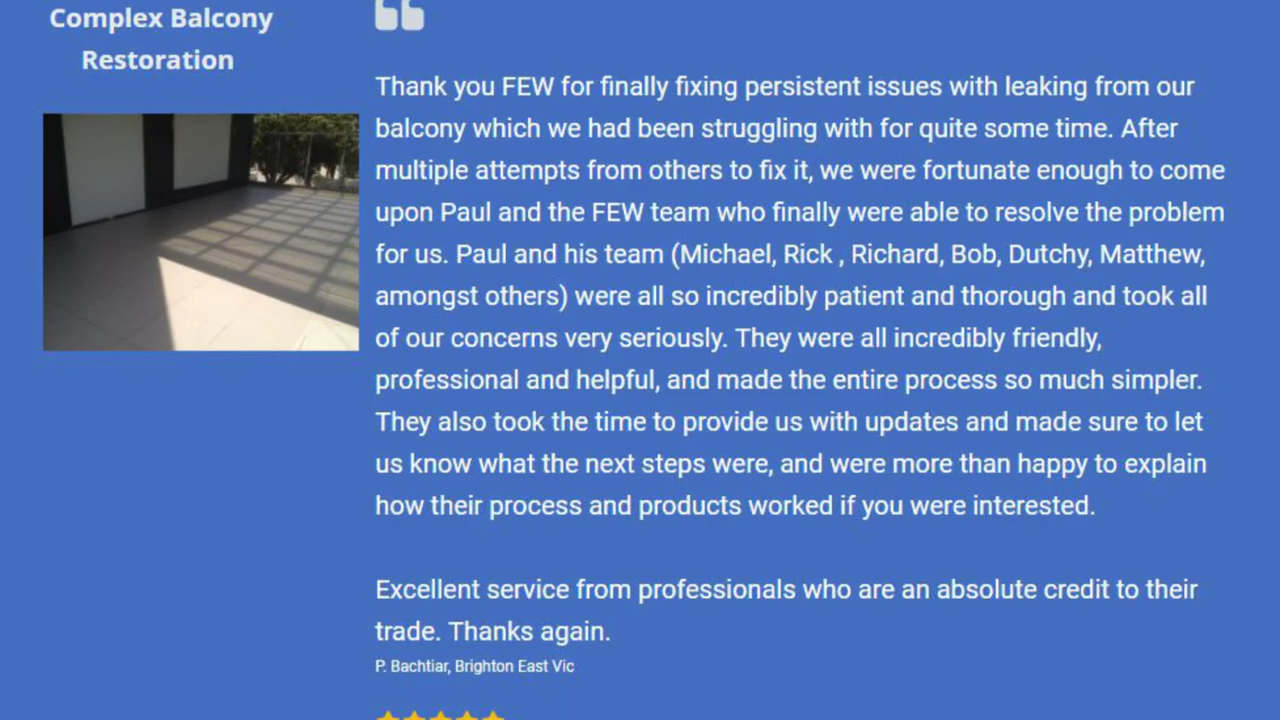 Complex Balcony
Restoration
Thank you FEW for finally fixing persistent issues with leaking from our
balcony which we had been struggling with for quite some time. After
multiple attempts from others to fix it, we were fortunate enough to come
upon Paul and the FEW team who finally were able to resolve the problem
for us. Paul and his team (Michael, Rick , Richard, Bob, Dutchy, Matthew,
amongst others) were all so incredibly patient and thorough and took all
of our concerns very seriously. They were all incredibly friendly,
professional and helpful, and made the entire process so much simpler.
They also took the time to provide us with updates and made sure to let
us know what the next steps were, and were more than happy to explain
how their process and products worked if you were interested.
Excellent service from professionals who are an absolute credit to their
trade. Thanks again.
P. Bachtiar, Brighton East Vic